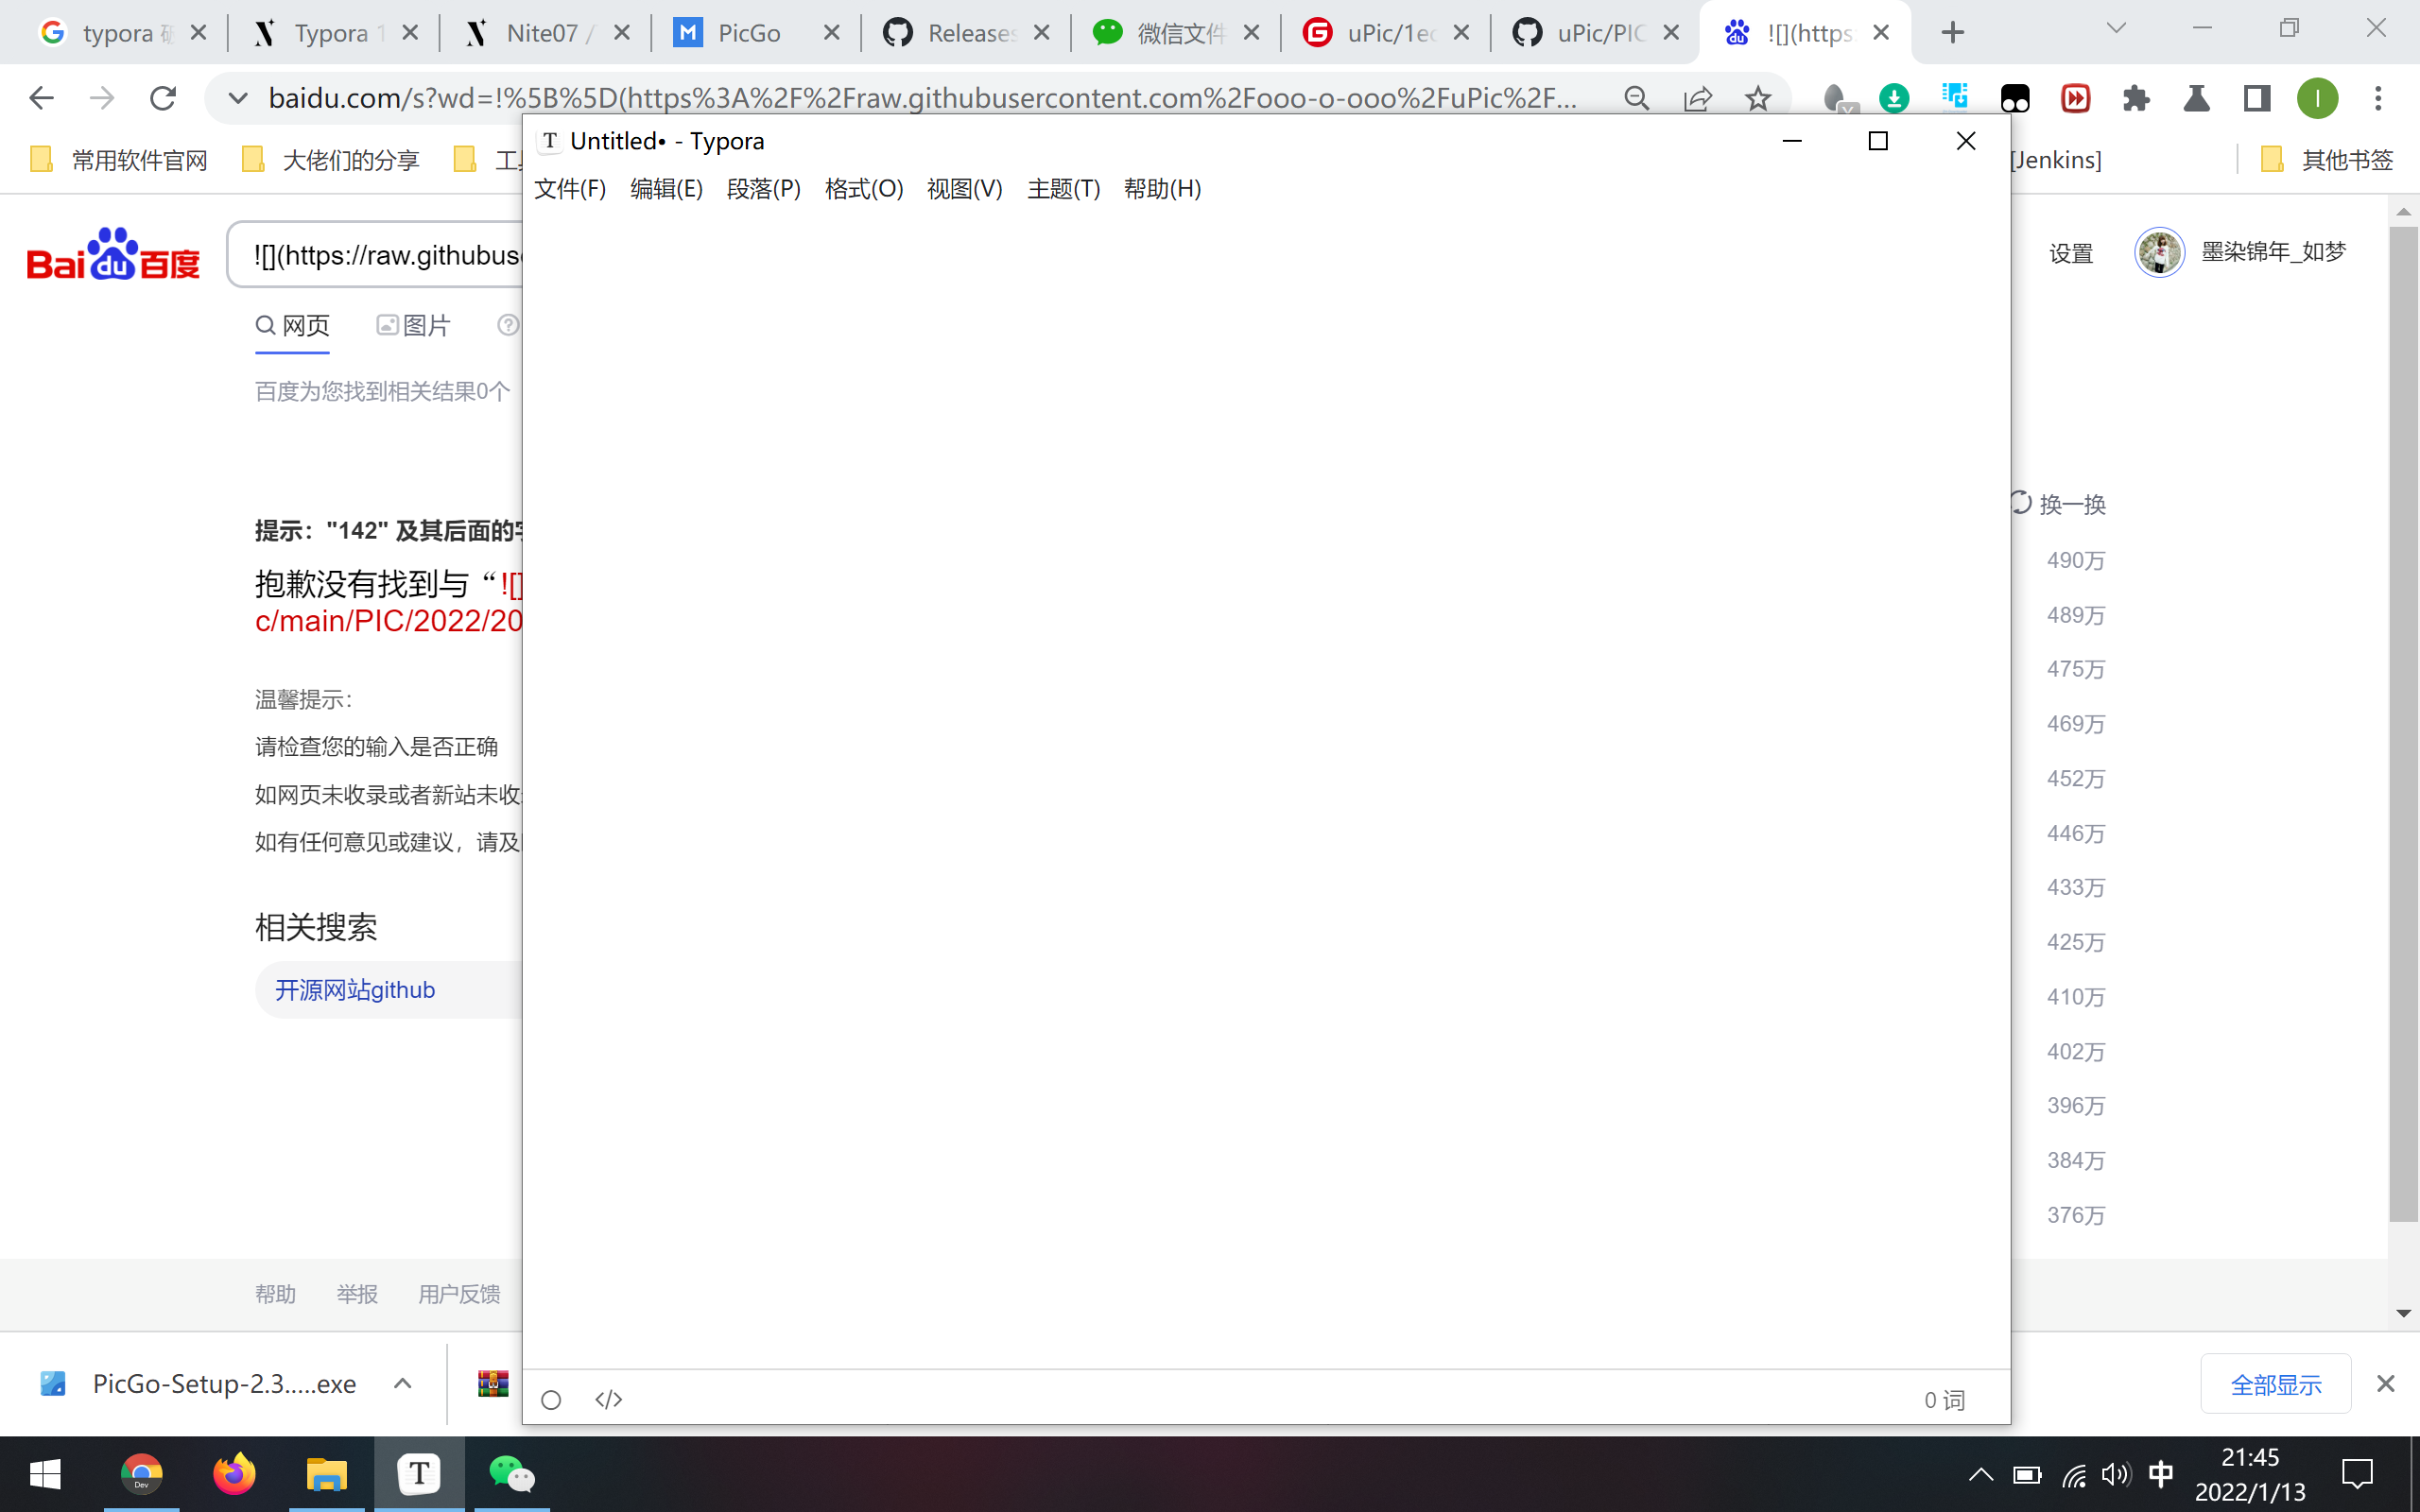 typora
Typora 1
Nite07 /
PicGo
Releases
微信文件
uPic/1ec
uPic/PIC
![](https:
baidu.com/s?wd=!%5B%5D(https%3A%2F%2Fraw.githubusercontent.com%2Fooo-o-ooo%2FuPic%2F...
常用软件官网
大佬们的分享
[Jenkins]
其他书签
Untitled• - Typora
文件(F) 编辑(E) 段落(P) 格式(O) 视图(V) 主题(T) 帮助(H)
Bai du 百度
![](https://raw.githubus
设置
墨染锦年_如梦
网页
图片
百度为您找到相关结果0个
提示："142" 及其后面的
抱歉没有找到与“![]
c/main/PIC/2022/20
温馨提示：
请检查您的输入是否正确
如网页未收录或者新站未收
如有任何意见或建议，请及
相关搜索
开源网站github
换一换
490万
489万
475万
469万
452万
446万
433万
425万
410万
402万
396万
384万
376万
帮助 举报 用户反馈
PicGo-Setup-2.3.....exe
全部显示
</>
0 词
Dev
T
中
21:45
2022/1/13